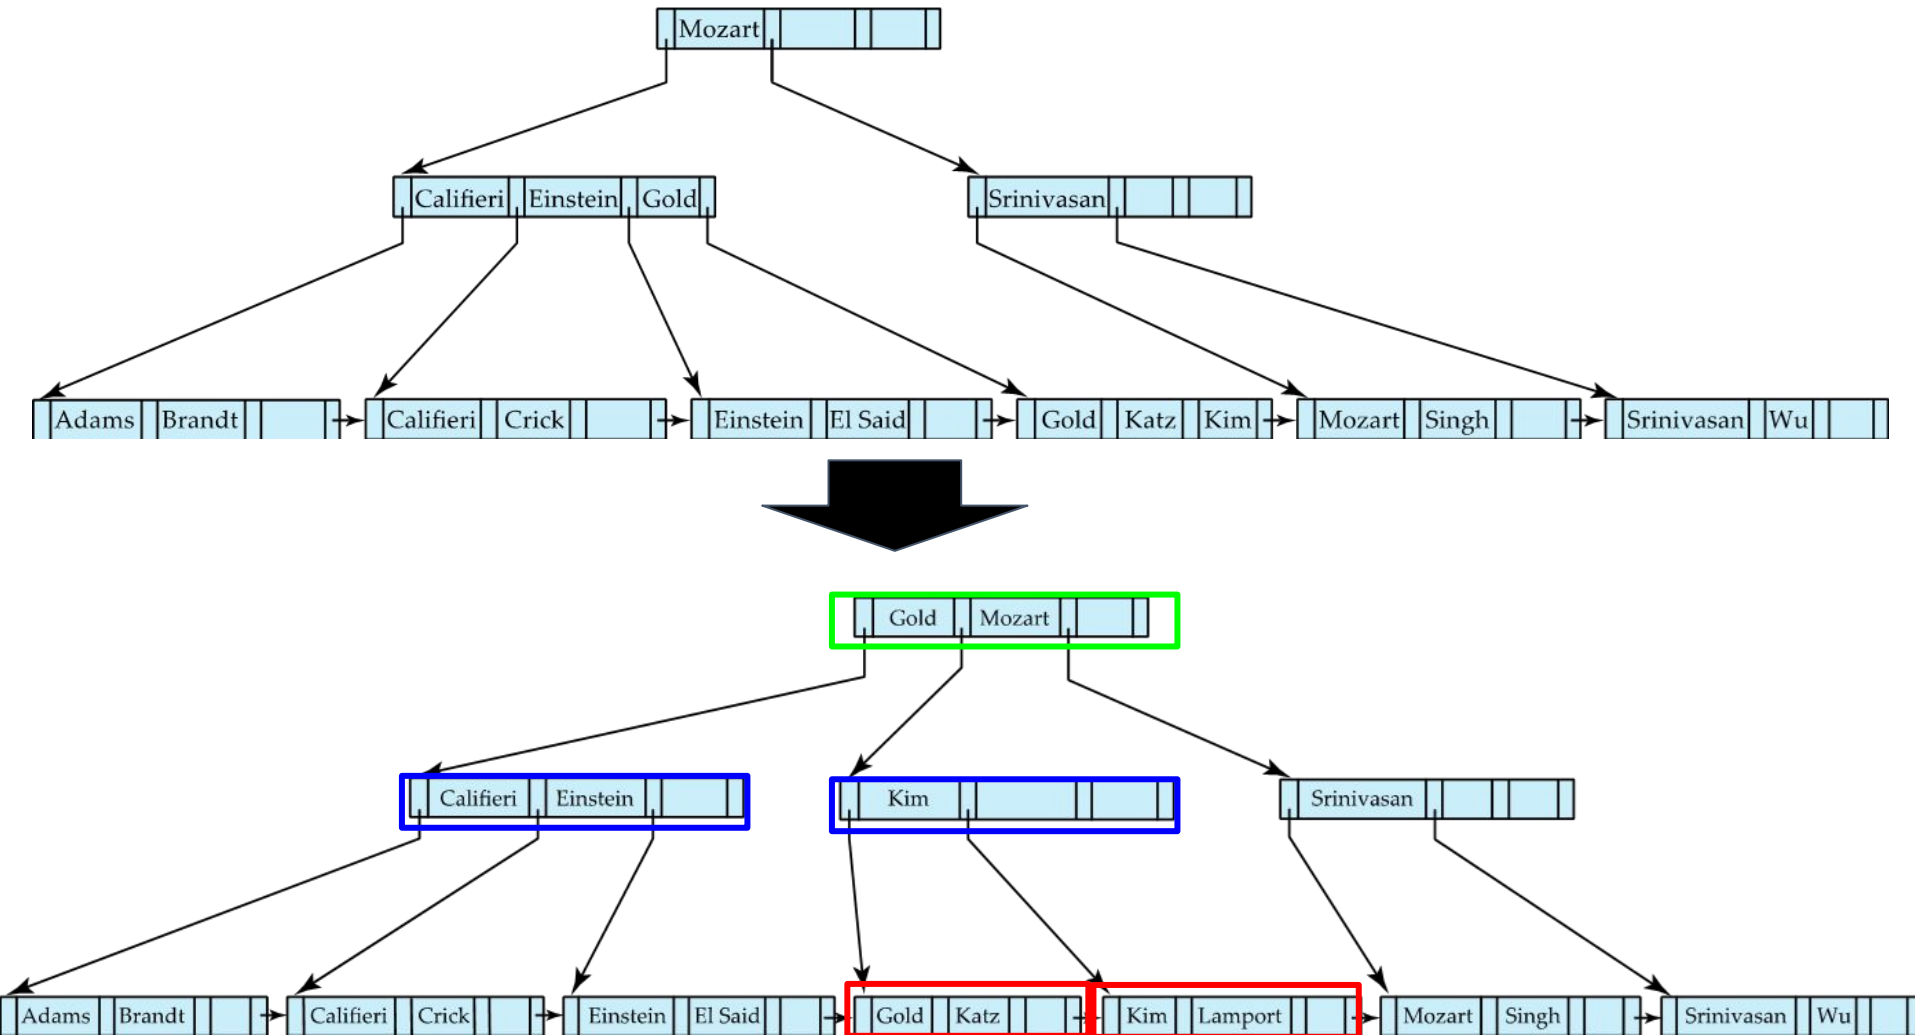 Mozart
Califieri Einstein Gold
Srinivasan
Adams Brandt
Califieri Crick
Einstein El Said
Gold Katz Kim
Mozart Singh
Srinivasan Wu
Gold Mozart
Califieri Einstein
Kim
Srinivasan
Adams Brandt
Califieri Crick
Einstein El Said
Gold Katz
Kim Lamport
Mozart Singh
Srinivasan Wu